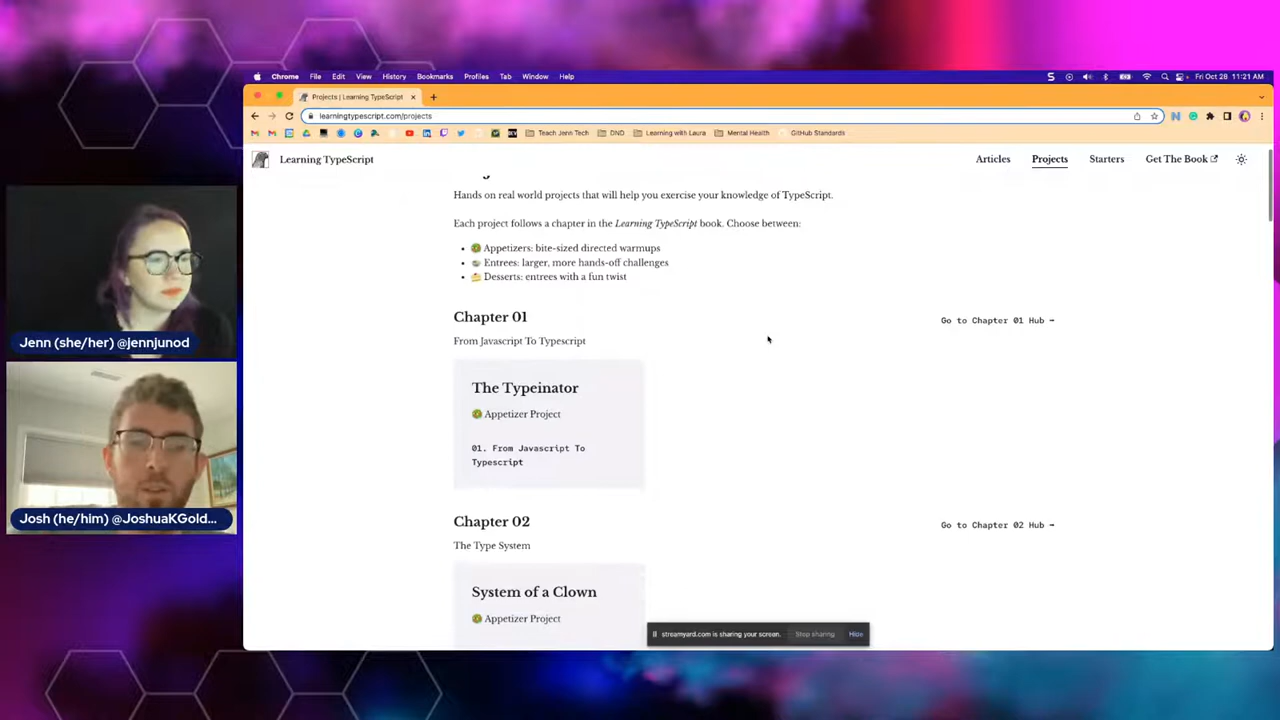 Chrome File Edit View History Bookmarks Profiles Tab Window Help
Fri Oct 28 11:21 AM
Projects | Learning TypeScript
learningtypescript.com/projects
Teach Jenn Tech DND Learning with Laura Mental Health GitHub Standards
Learning TypeScript
Articles Projects Starters Get The Book
Hands on real world projects that will help you exercise your knowledge of TypeScript.
Each project follows a chapter in the Learning TypeScript book. Choose between:
Appetizers: bite-sized directed warmups
Entrees: larger, more hands-off challenges
Desserts: entrees with a fun twist
Chapter 01
Go to Chapter 01 Hub →
From Javascript To Typescript
The Typeinator
Appetizer Project
01. From Javascript To
Typescript
Chapter 02
Go to Chapter 02 Hub →
The Type System
System of a Clown
Appetizer Project
streamyard.com is sharing your screen. Stop sharing Hide
Jenn (she/her) @jennjunod
Josh (he/him) @JoshuaKGold...